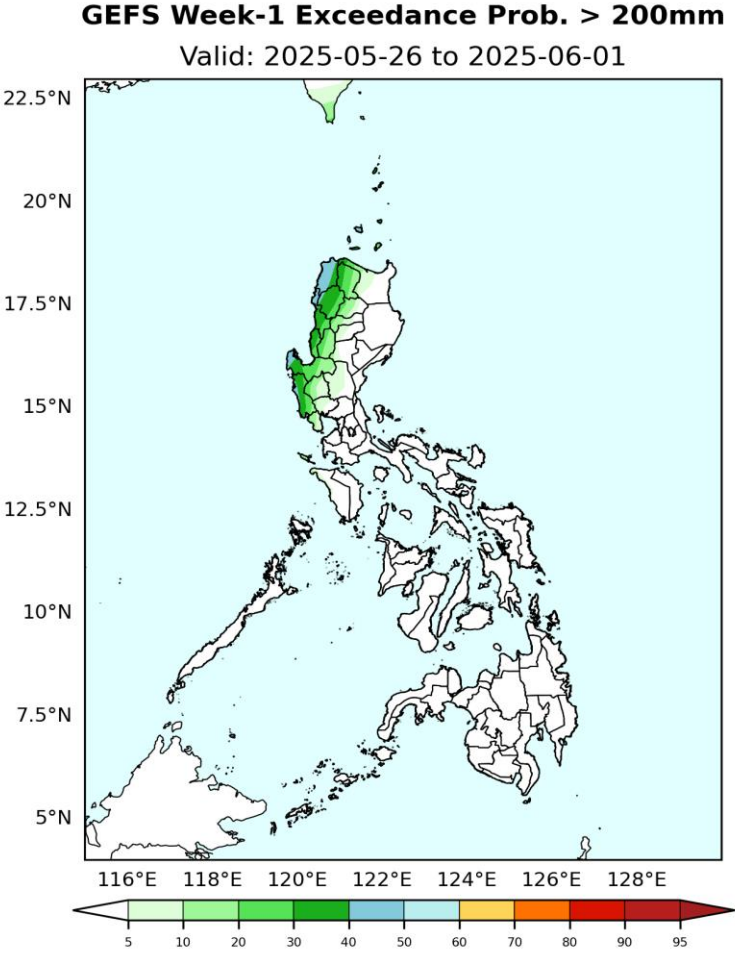 GEFS Week-1 Exceedance Prob. > 200mm
Valid: 2025-05-26 to 2025-06-01
22.5°N
20°N
17.5°N
15°N
12.5°N
10°N
7.5°N
5°N
116°E 118°E 120°E 122°E 124°E 126°E 128°E
5 10 20 30 40 50 60 70 80 90 95